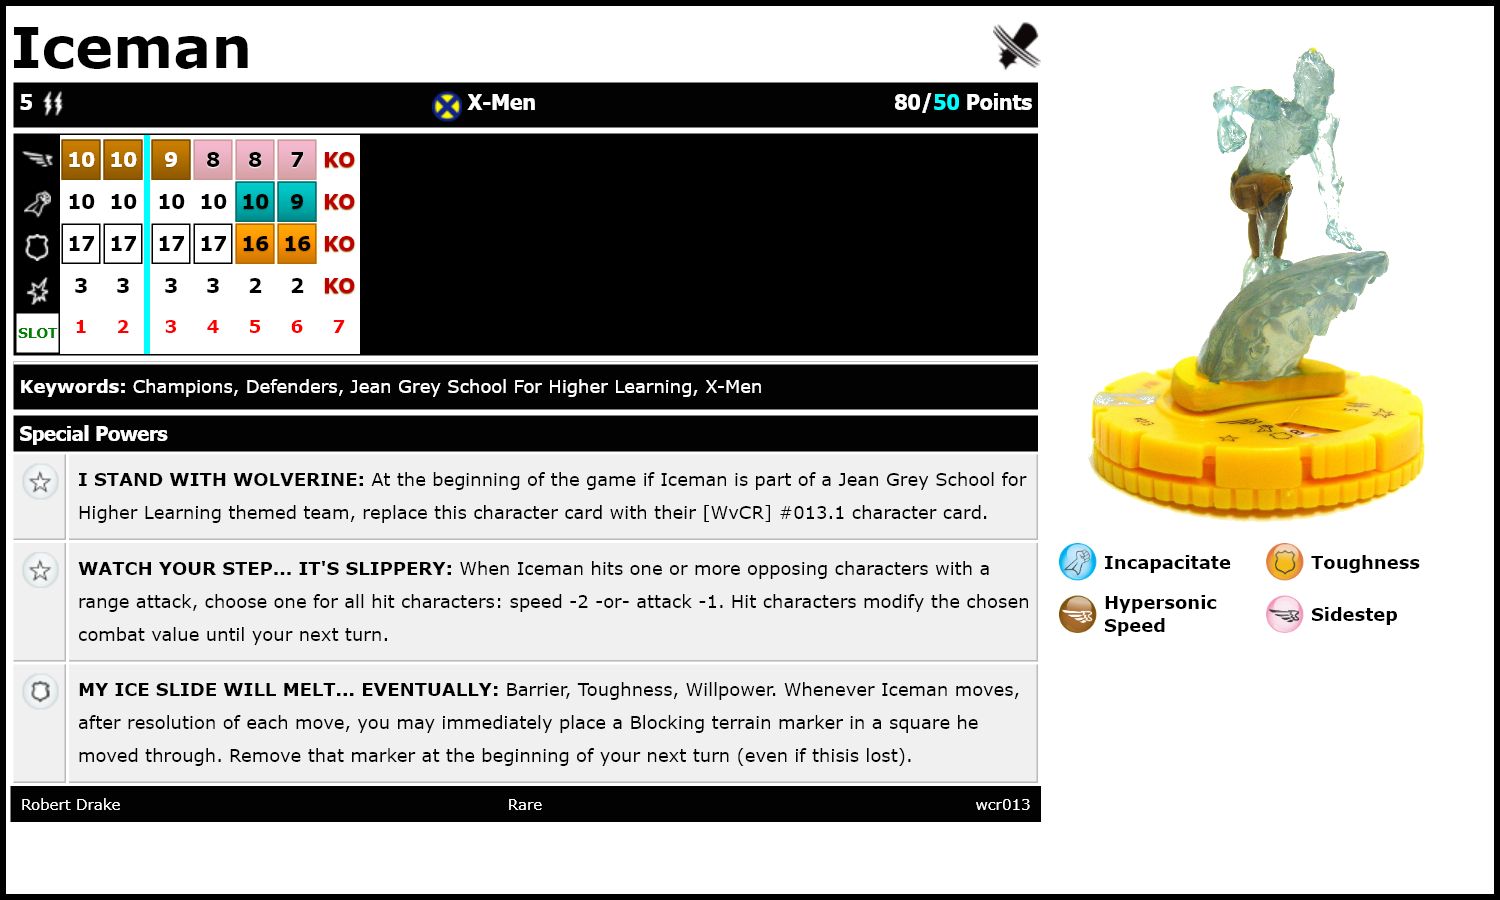 Iceman
5 X-Men 80/50 Points
10 10 9 8 8 7 KO
10 10 10 10 10 9 KO
17 17 17 17 16 16 KO
3 3 3 3 2 2 KO
SLOT 1 2 3 4 5 6 7
Keywords: Champions, Defenders, Jean Grey School For Higher Learning, X-Men
Special Powers
I STAND WITH WOLVERINE: At the beginning of the game if Iceman is part of a Jean Grey School for
Higher Learning themed team, replace this character card with their [WvCR] #013.1 character card.
WATCH YOUR STEP... IT'S SLIPPERY: When Iceman hits one or more opposing characters with a
range attack, choose one for all hit characters: speed -2 -or- attack -1. Hit characters modify the chosen
combat value until your next turn.
MY ICE SLIDE WILL MELT... EVENTUALLY: Barrier, Toughness, Willpower. Whenever Iceman moves,
after resolution of each move, you may immediately place a Blocking terrain marker in a square he
moved through. Remove that marker at the beginning of your next turn (even if thisis lost).
Robert Drake Rare wcr013
#013
5
8
Incapacitate Toughness
Hypersonic
Speed
Sidestep